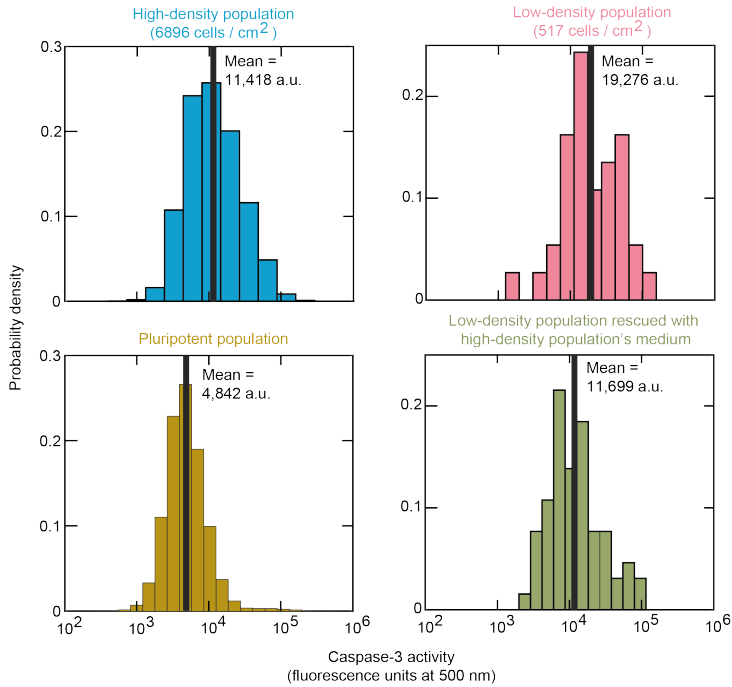 High-density population
(6896 cells / cm2 )
Low-density population
(517 cells / cm2 )
0.3
0.2
0.1
0
Mean =
11,418 a.u.
0.2
0.1
0
Mean =
19,276 a.u.
Probability density
Pluripotent population
Low-density population rescued with
high-density population's medium
0.3
0.2
0.1
0
Mean =
4,842 a.u.
0.2
0.1
0
Mean =
11,699 a.u.
10^2 10^3 10^4 10^5 10^6
10^2 10^3 10^4 10^5 10^6
Caspase-3 activity
(fluorescence units at 500 nm)